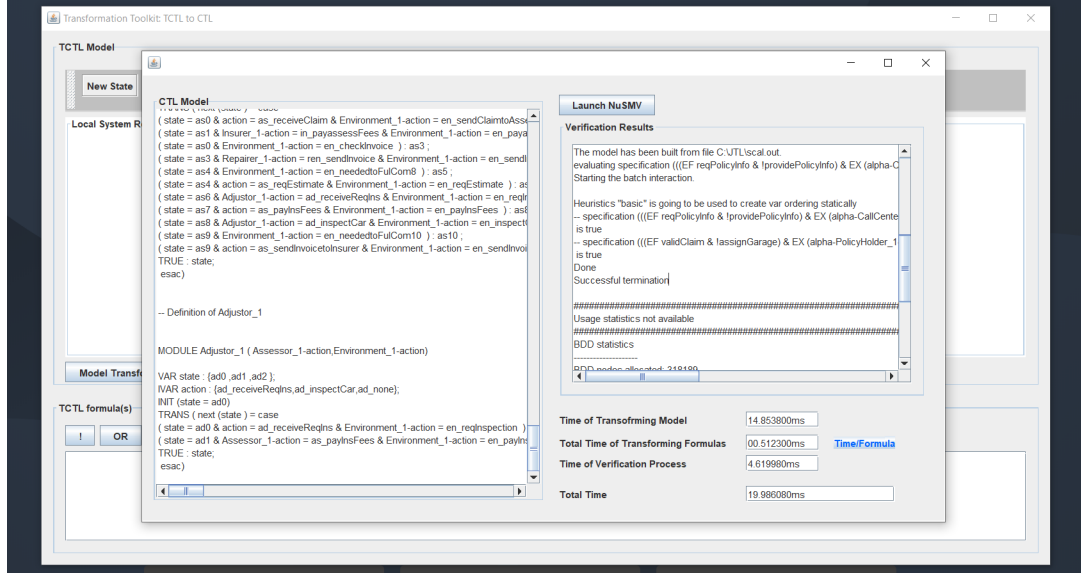 Transformation Toolkit: TCTL to CTL
TCTL Model
New State
Local System R
Model Transf
TCTL formula(s)
!
OR
CTL Model
TRANS ( next (state ) = case
( state = as0 & action = as_receiveClaim & Environment_1-action = en_sendClaimtoAsse
( state = as1 & Insurer_1-action = in_payassessFees & Environment_1-action = en_paya
( state = as0 & Environment_1-action = en_checkInvoice ) : as3 ;
( state = as3 & Repairer_1-action = ren_sendInvoice & Environment_1-action = en_sendI
( state = as4 & Environment_1-action = en_neededtoFulCom8 ) : as5 ;
( state = as4 & action = as_reqEstimate & Environment_1-action = en_reqEstimate ) : as
( state = as6 & Adjustor_1-action = ad_receiveReqIns & Environment_1-action = en_reqIr
( state = as7 & action = as_payInsFees & Environment_1-action = en_payInsFees ) : as8
( state = as8 & Adjustor_1-action = ad_inspectCar & Environment_1-action = en_inspect
( state = as9 & Environment_1-action = en_neededtoFulCom10 ) : as10 ;
( state = as9 & action = as_sendInvoicetoInsurer & Environment_1-action = en_sendInvoi
TRUE : state;
esac)
-- Definition of Adjustor_1
MODULE Adjustor_1 ( Assessor_1-action,Environment_1-action)
VAR state : {ad0 ,ad1 ,ad2 };
IVAR action : {ad_receiveReqIns,ad_inspectCar,ad_none};
INIT (state = ad0)
TRANS ( next (state ) = case
( state = ad0 & action = ad_receiveReqIns & Environment_1-action = en_reqInspection )
( state = ad1 & Assessor_1-action = as_payInsFees & Environment_1-action = en_payIns
TRUE : state;
esac)
Launch NuSMV
Verification Results
The model has been built from file C:\JTL\scal.out.
evaluating specification (((EF reqPolicyInfo & !providePolicyInfo) & EX (alpha-C
Starting the batch interaction.
Heuristics "basic" is going to be used to create var ordering statically
-- specification (((EF reqPolicyInfo & !providePolicyInfo) & EX (alpha-CallCente
is true
-- specification (((EF validClaim & !assignGarage) & EX (alpha-PolicyHolder_1
is true
Done
Successful termination
######################################################################
Usage statistics not available
######################################################################
BDD statistics
--------------------
BDD nodes allocated: 318189
Time of Transofrming Model
14.853800ms
Total Time of Transforming Formulas
00.512300ms
Time/Formula
Time of Verification Process
4.619980ms
Total Time
19.986080ms